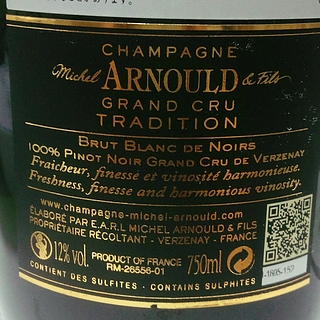 CHAMPAGNE
Michel ARNOULD & Fils
GRAND CRU
TRADITION
BRUT BLANC DE NOIRS
100% PINOT NOIR GRAND CRU DE VERZENAY
Fraicheur, finesse et vinosité harmonieuse.
Freshness, finesse and harmonious vinosity.
www.champagne-michel-arnould.com
ÉLABORÉ PAR E.A.R.L MICHEL ARNOULD & FILS
PROPRIÉTAIRE RÉCOLTANT - VERZENAY - FRANCE
12% vol. PRODUCT OF FRANCE 750ml
RM-26556-01
CONTIENT DES SULFITES - CONTAINS SULPHITES